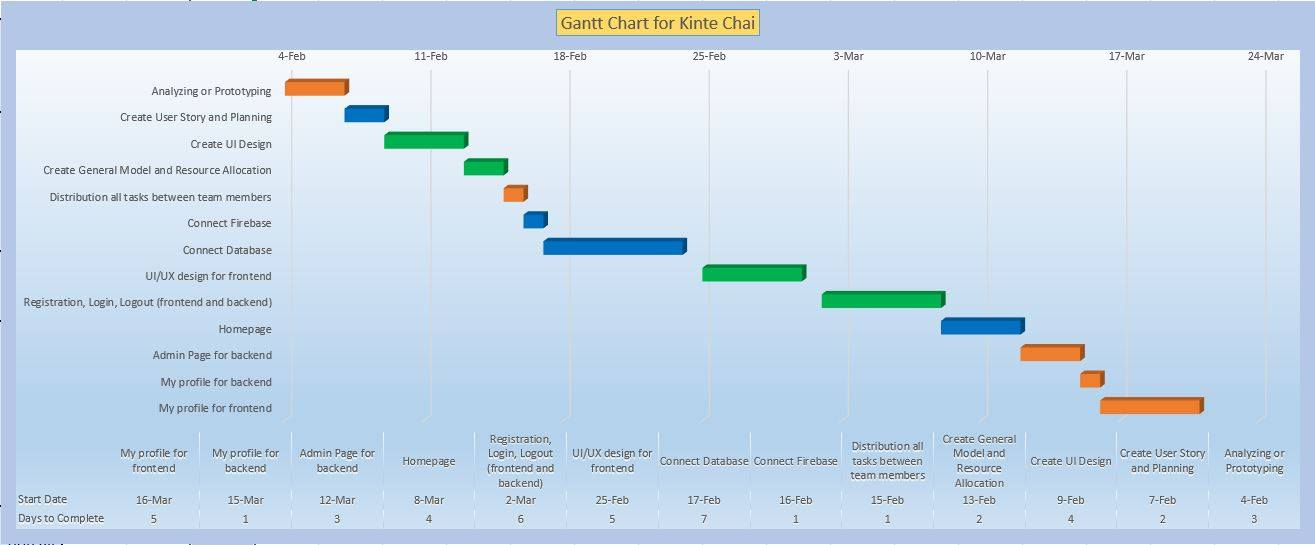 Gantt Chart for Kinte Chai
4-Feb 11-Feb 18-Feb 25-Feb 3-Mar 10-Mar 17-Mar 24-Mar
Analyzing or Prototyping
Create User Story and Planning
Create UI Design
Create General Model and Resource Allocation
Distribution all tasks between team members
Connect Firebase
Connect Database
UI/UX design for frontend
Registration, Login, Logout (frontend and backend)
Homepage
Admin Page for backend
My profile for backend
My profile for frontend
My profile for
frontend
My profile for
backend
Admin Page for
backend
Homepage
Registration,
Login, Logout
(frontend and
backend)
UI/UX design for
frontend
Connect Database
Connect Firebase
Distribution all
tasks between
team members
Create General
Model and
Resource
Allocation
Create UI Design
Create User Story
and Planning
Analyzing or
Prototyping
Start Date 16-Mar 15-Mar 12-Mar 8-Mar 2-Mar 25-Feb 17-Feb 16-Feb 15-Feb 13-Feb 9-Feb 7-Feb 4-Feb
Days to Complete 5 1 3 4 6 5 7 1 1 2 4 2 3